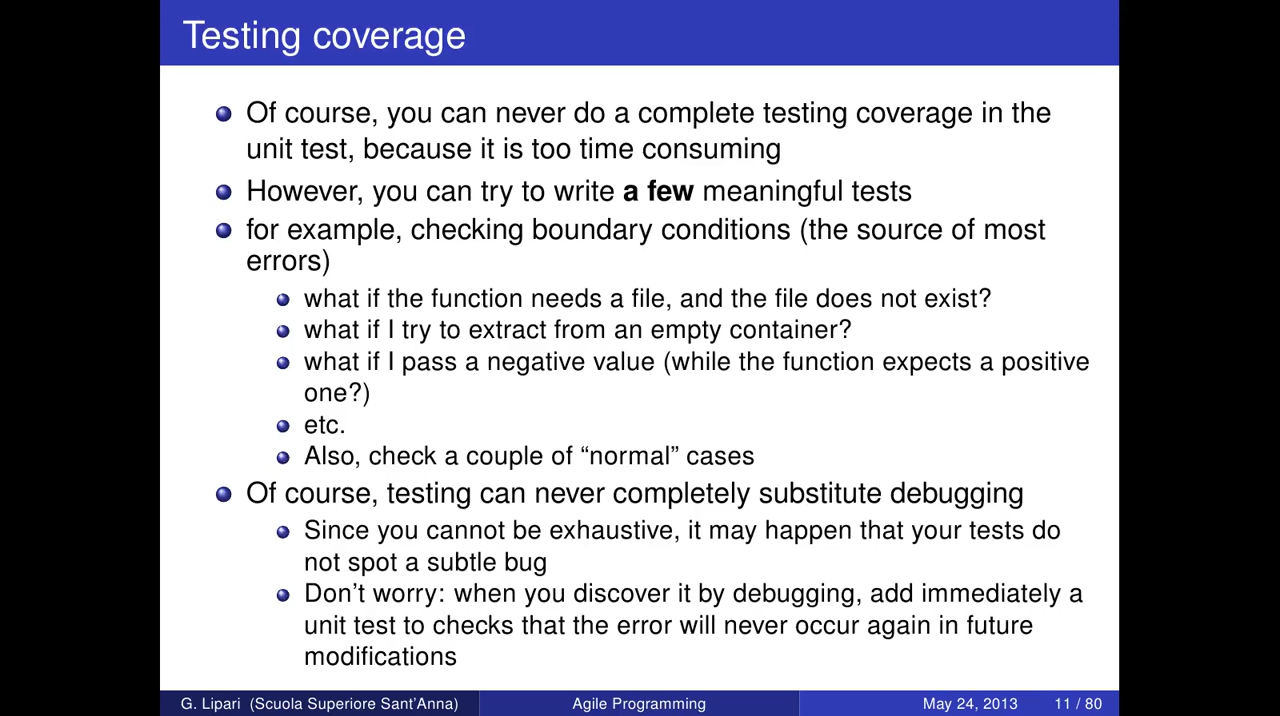 Testing coverage
Of course, you can never do a complete testing coverage in the
unit test, because it is too time consuming
However, you can try to write a few meaningful tests
for example, checking boundary conditions (the source of most
errors)
what if the function needs a file, and the file does not exist?
what if I try to extract from an empty container?
what if I pass a negative value (while the function expects a positive
one?)
etc.
Also, check a couple of “normal” cases
Of course, testing can never completely substitute debugging
Since you cannot be exhaustive, it may happen that your tests do
not spot a subtle bug
Don’t worry: when you discover it by debugging, add immediately a
unit test to checks that the error will never occur again in future
modifications
G. Lipari (Scuola Superiore Sant’Anna) Agile Programming May 24, 2013 11 / 80